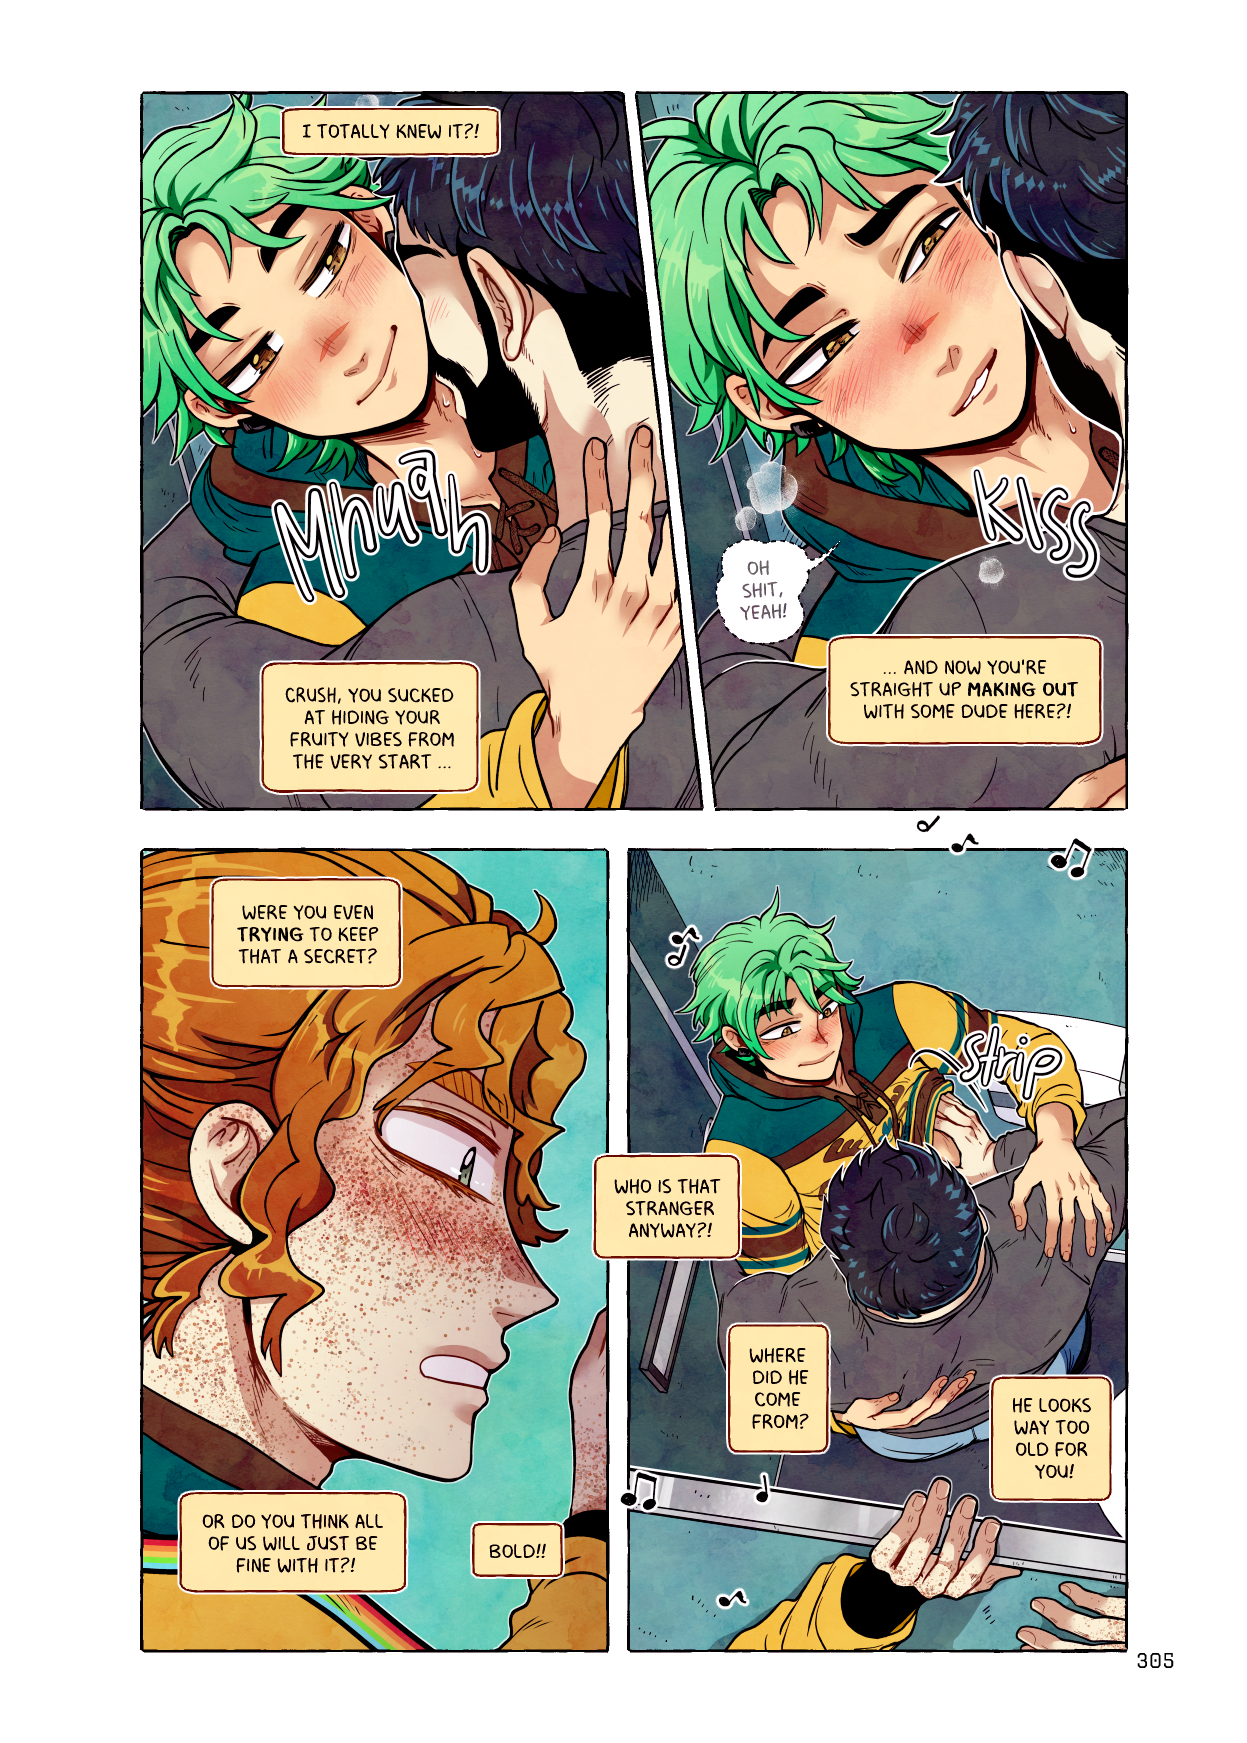 I TOTALLY KNEW IT?!
Mhuah
CRUSH, YOU SUCKED
AT HIDING YOUR
FRUITY VIBES FROM
THE VERY START ...
KISS
OH
SHIT,
YEAH!
... AND NOW YOU'RE
STRAIGHT UP MAKING OUT
WITH SOME DUDE HERE?!
WERE YOU EVEN
TRYING TO KEEP
THAT A SECRET?
OR DO YOU THINK ALL
OF US WILL JUST BE
FINE WITH IT?!
BOLD!!
strip
WHO IS THAT
STRANGER
ANYWAY?!
WHERE
DID HE
COME
FROM?
HE LOOKS
WAY TOO
OLD FOR
YOU!
305